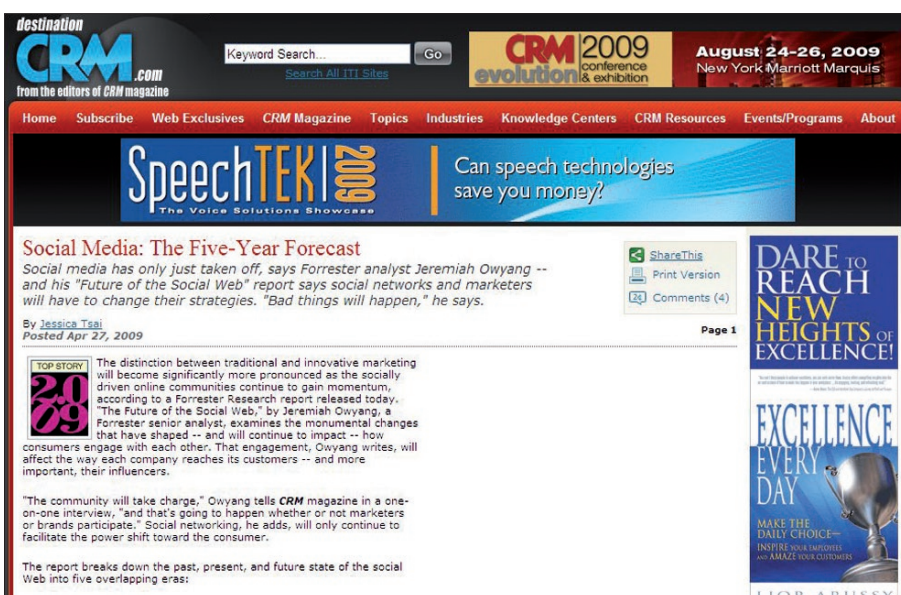 destination
CRM.com
from the editors of CRM magazine
Keyword Search...
Go
Search All ITI Sites
CRM 2009
evolution conference
& exhibition
August 24-26, 2009
New York Marriott Marquis
Home Subscribe Web Exclusives CRM Magazine Topics Industries Knowledge Centers CRM Resources Events/Programs About
SpeechTEK 2009
The Voice Solutions Showcase
Can speech technologies
save you money?
Social Media: The Five-Year Forecast
Social media has only just taken off, says Forrester analyst Jeremiah Owyang --
and his "Future of the Social Web" report says social networks and marketers
will have to change their strategies. "Bad things will happen," he says.
By Jessica Tsai
Posted Apr 27, 2009
ShareThis
Print Version
Comments (4)
Page 1
TOP STORY
2.0
09
The distinction between traditional and innovative marketing
will become significantly more pronounced as the socially
driven online communities continue to gain momentum,
according to a Forrester Research report released today.
"The Future of the Social Web," by Jeremiah Owyang, a
Forrester senior analyst, examines the monumental changes
that have shaped -- and will continue to impact -- how
consumers engage with each other. That engagement, Owyang writes, will
affect the way each company reaches its customers -- and more
important, their influencers.
"The community will take charge," Owyang tells CRM magazine in a one-
on-one interview, "and that's going to happen whether or not marketers
or brands participate." Social networking, he adds, will only continue to
facilitate the power shift toward the consumer.
The report breaks down the past, present, and future state of the social
Web into five overlapping eras:
DARE TO
REACH
NEW
HEIGHTS OF
EXCELLENCE!
EXCELLENCE
EVERY
DAY
MAKE THE
DAILY CHOICE—
INSPIRE YOUR EMPLOYEES
AND AMAZE YOUR CUSTOMERS
LIOR ARUSSY